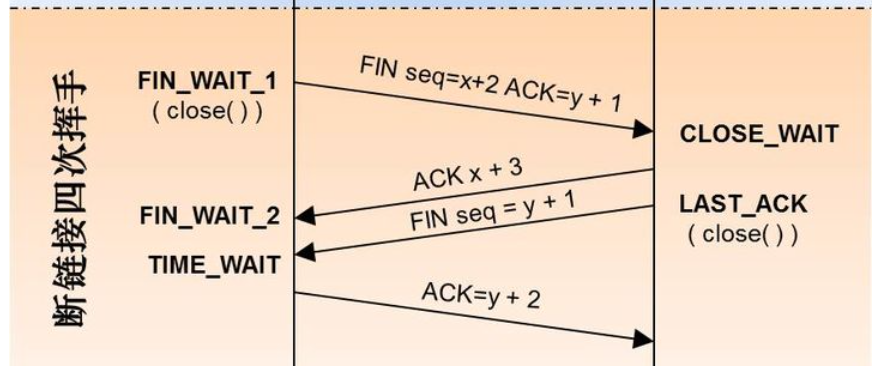 断链接四次挥手
FIN_WAIT_1
( close( ) )
FIN seq=x+2 ACK=y + 1
CLOSE_WAIT
ACK x + 3
FIN_WAIT_2
FIN seq = y + 1
LAST_ACK
( close( ) )
TIME_WAIT
ACK=y + 2